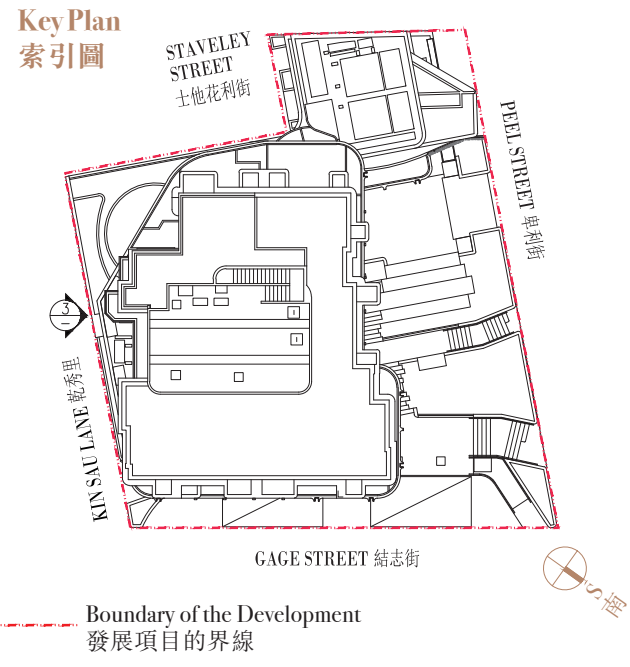 Key Plan
索引圖
STAVELEY
STREET
士他花利街
PEEL STREET 卑利街
3
–
KIN SAU LANE 乾秀里
GAGE STREET 結志街
S 南
Boundary of the Development
發展項目的界線